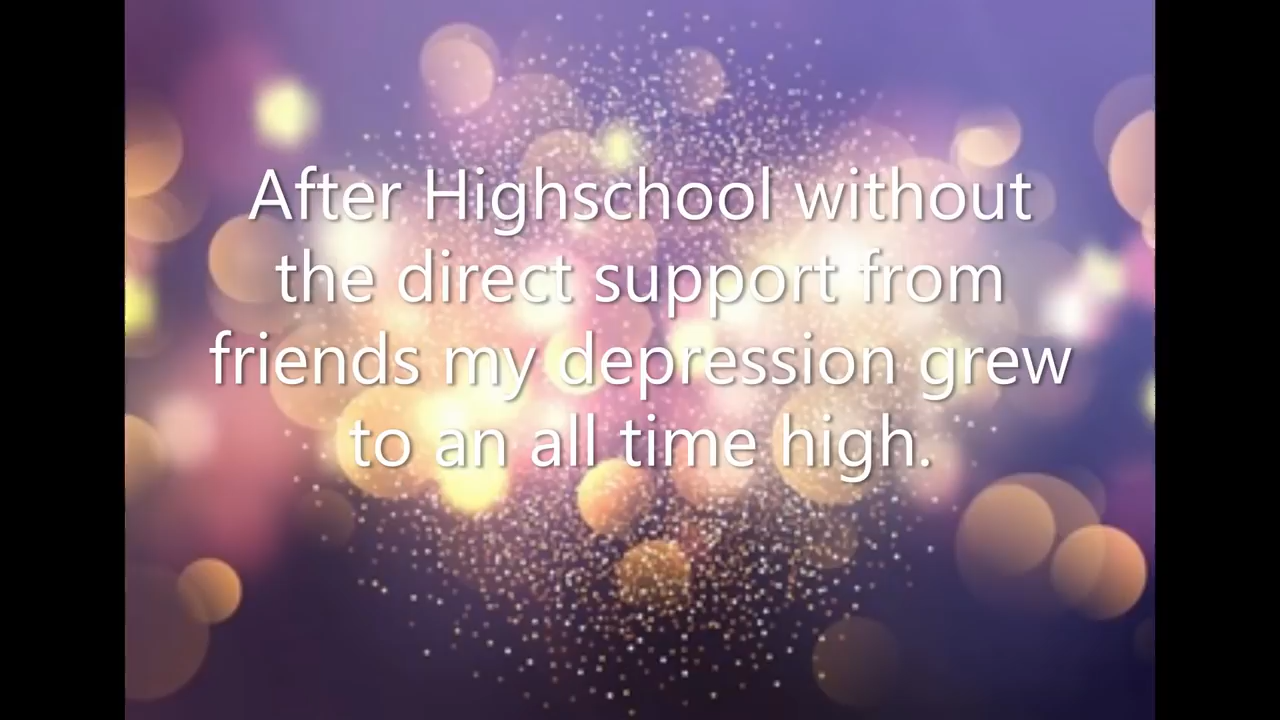 After Highschool without
the direct support from
friends my depression grew
to an all time high.